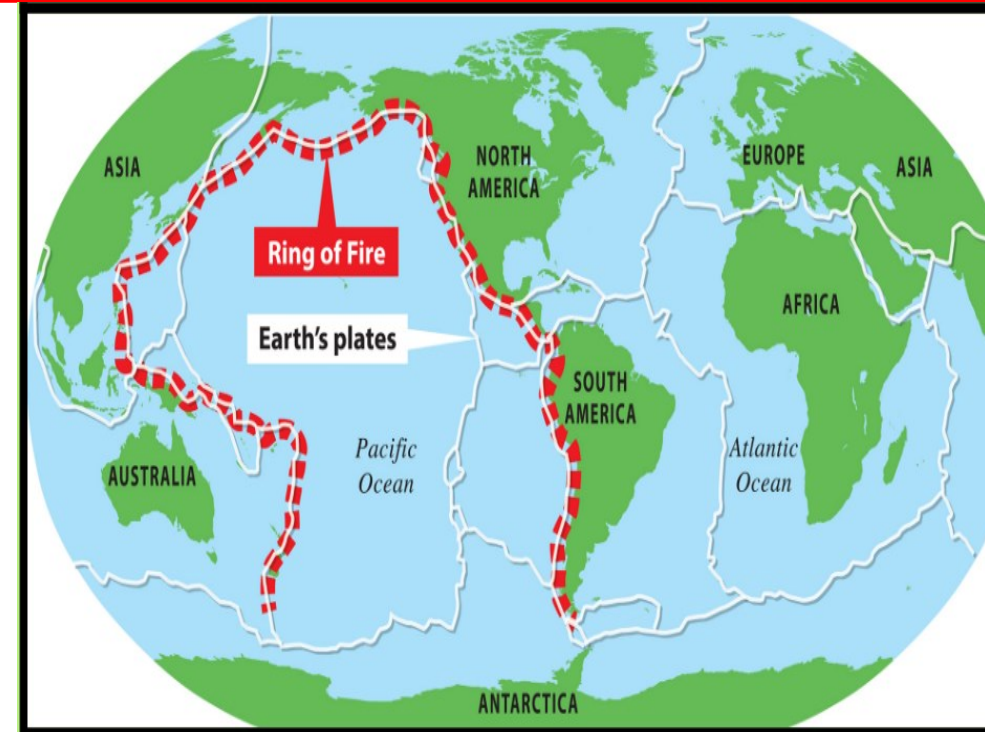 ASIA
NORTH
AMERICA
EUROPE
ASIA
Ring of Fire
AFRICA
Earth's plates
SOUTH
AMERICA
Pacific
Ocean
Atlantic
Ocean
AUSTRALIA
ANTARCTICA